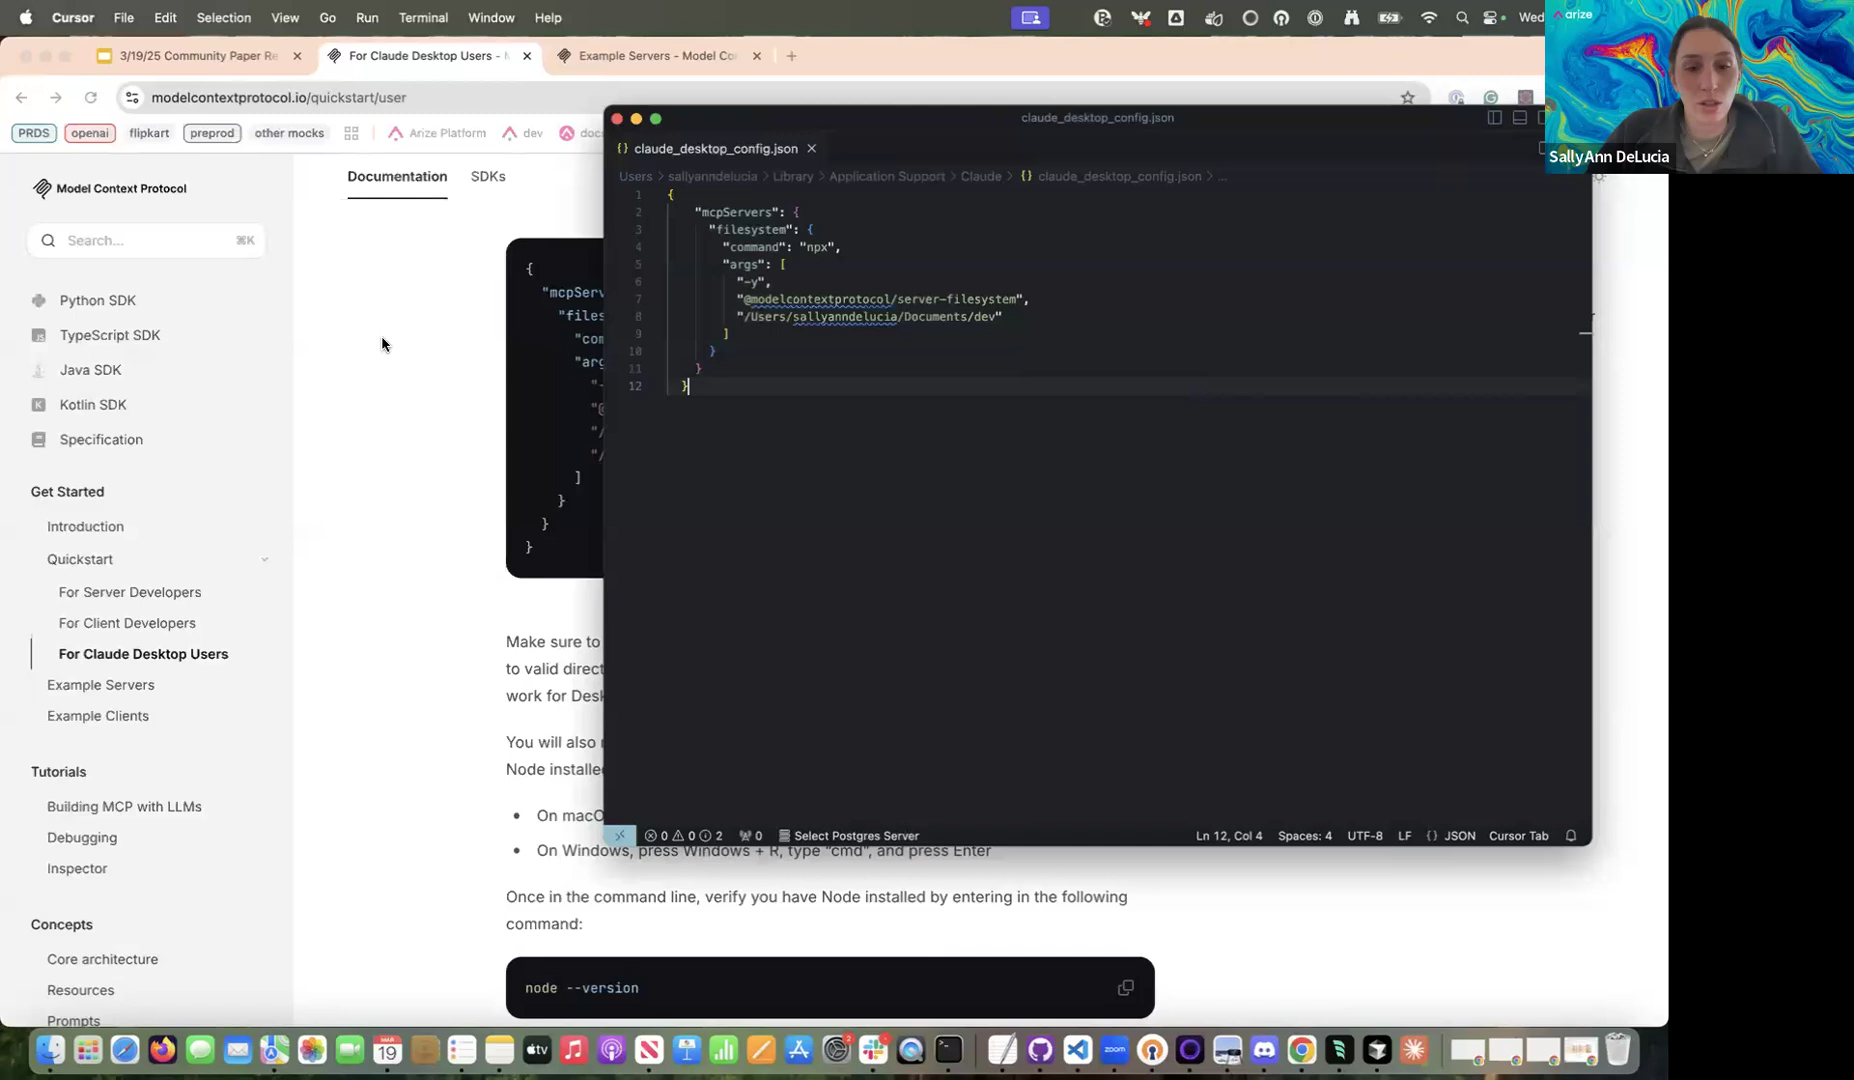 Cursor File Edit Selection View Go Run Terminal Window Help
Wed
3/19/25 Community Paper Re
For Claude Desktop Users -
Example Servers - Model Co
modelcontextprotocol.io/quickstart/user
PRDS openai flipkart preprod other mocks Arize Platform dev
arize
SallyAnn DeLucia
Model Context Protocol
Documentation SDKs
Search... ⌘K
Python SDK
TypeScript SDK
Java SDK
Kotlin SDK
Specification
Get Started
Introduction
Quickstart
For Server Developers
For Client Developers
For Claude Desktop Users
Example Servers
Example Clients
Tutorials
Building MCP with LLMs
Debugging
Inspector
Concepts
Core architecture
Resources
Prompts
{
"mcpServ
"files
"com
"arg
"-
"@
"/
"/
]
}
}
}
Make sure to
to valid direct
work for Desk
You will also
Node installe
• On macO
• On Windows, press Windows + R, type “cmd”, and press Enter
Once in the command line, verify you have Node installed by entering in the following
command:
node --version
claude_desktop_config.json
{} claude_desktop_config.json
Users > sallyanndelucia > Library > Application Support > Claude > {} claude_desktop_config.json > ...
1 {
2 "mcpServers": {
3 "filesystem": {
4 "command": "npx",
5 "args": [
6 "-y",
7 "@modelcontextprotocol/server-filesystem",
8 "/Users/sallyanndelucia/Documents/dev"
9 ]
10 }
11 }
12 }
0 0 2 0 Select Postgres Server Ln 12, Col 4 Spaces: 4 UTF-8 LF {} JSON Cursor Tab
MAR
19
tv
2
zoom